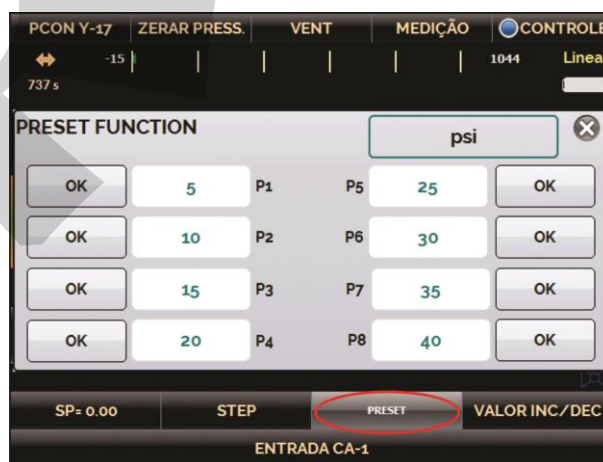 PCON Y-17 ZERAR PRESS. VENT MEDIÇÃO CONTROLE
-15 1044 Linea
737 s
PRESET FUNCTION psi
OK 5 P1 P5 25 OK
OK 10 P2 P6 30 OK
OK 15 P3 P7 35 OK
OK 20 P4 P8 40 OK
SP= 0.00 STEP PRESET VALOR INC/DEC
ENTRADA CA-1